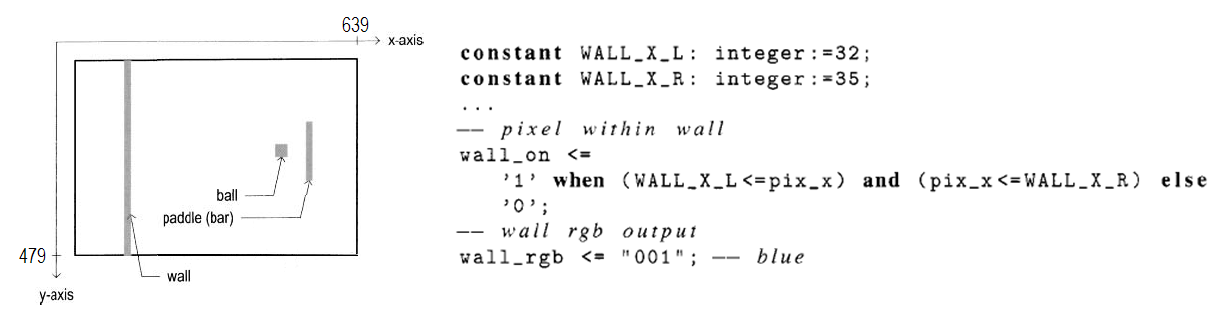 639
x-axis
ball
paddle (bar)
479
wall
y-axis
constant WALL_X_L: integer:=32;
constant WALL_X_R: integer:=35;
...
-- pixel within wall
wall_on <=
'1' when (WALL_X_L<=pix_x) and (pix_x<=WALL_X_R) else
'0';
-- wall rgb output
wall_rgb <= "001"; -- blue